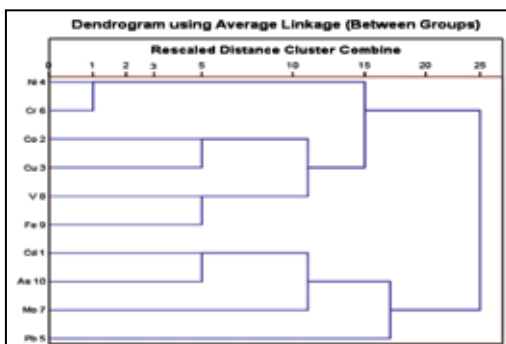 Dendrogram using Average Linkage (Between Groups)
Rescaled Distance Cluster Combine
0 1 2 3 5 10 15 20 25
Ni 4
Cr 6
Co 2
Cu 3
V 8
Fe 9
Cd 1
As 10
Mo 7
Pb 5